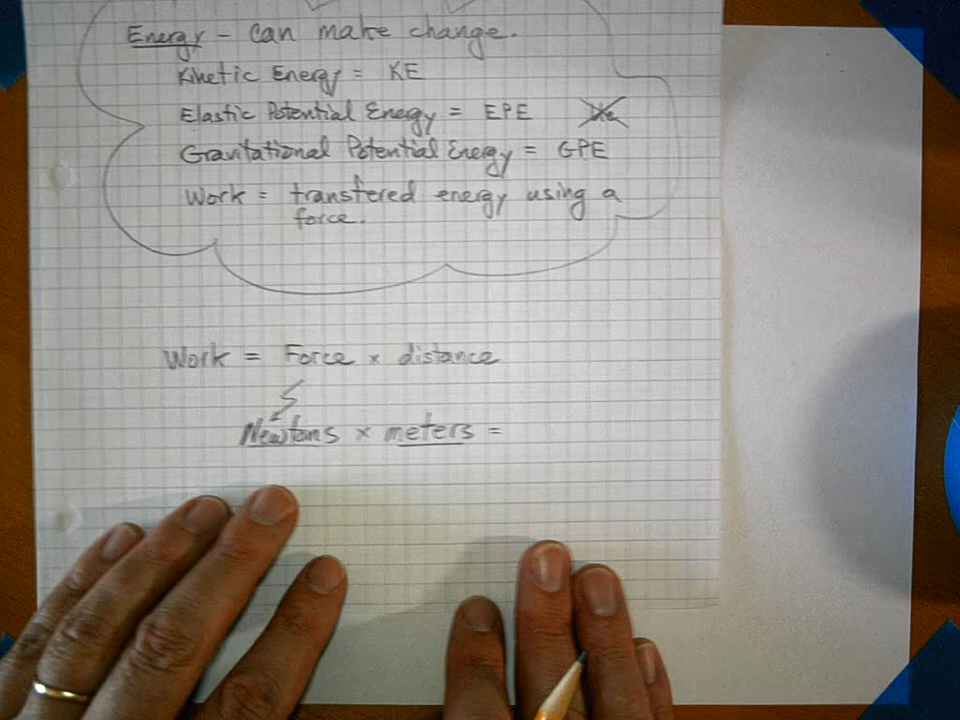 Energy - can make change.
Kinetic Energy = KE
Elastic Potential Energy = EPE
Gravitational Potential Energy = GPE
Work = transfered energy using a
force.
Work = Force × distance
Newtons × meters =